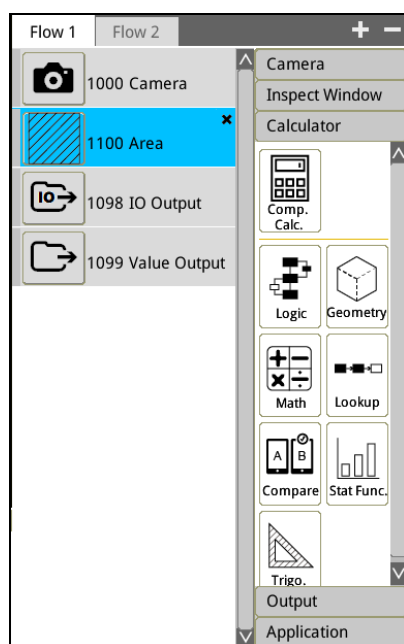 Flow 1
Flow 2
1000 Camera
1100 Area
1098 IO Output
1099 Value Output
Camera
Inspect Window
Calculator
Comp.
Calc.
Logic
Geometry
Math
Lookup
A B
Compare
Stat Func.
Trigo.
Output
Application
IO